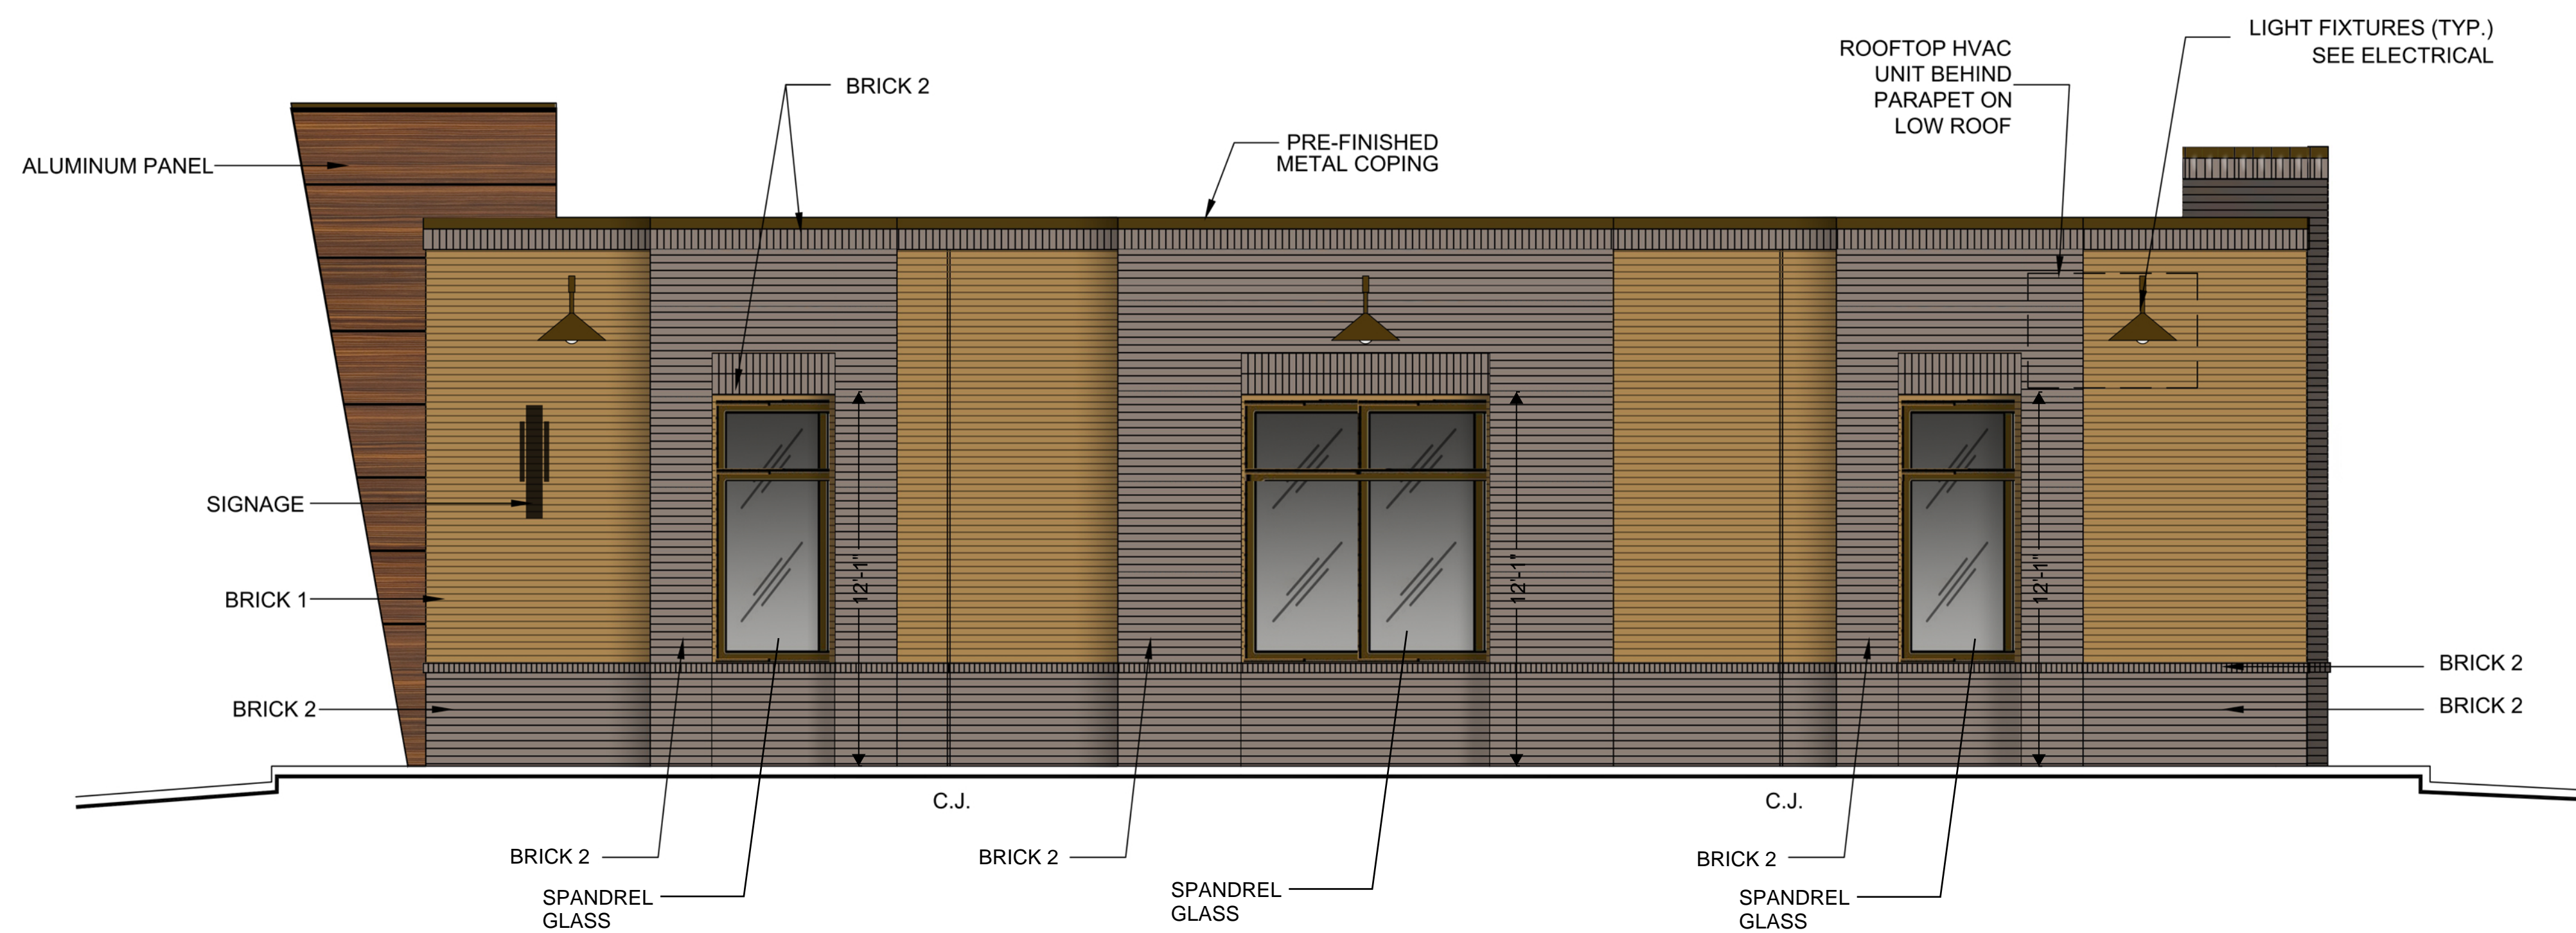 LIGHT FIXTURES (TYP.)
SEE ELECTRICAL
ROOFTOP HVAC
UNIT BEHIND
PARAPET ON
LOW ROOF
BRICK 2
PRE-FINISHED
METAL COPING
ALUMINUM PANEL
SIGNAGE
12'-1"
12'-1"
12'-1"
BRICK 1
BRICK 2
BRICK 2
BRICK 2
C.J.
C.J.
BRICK 2
BRICK 2
BRICK 2
SPANDREL
GLASS
SPANDREL
GLASS
SPANDREL
GLASS